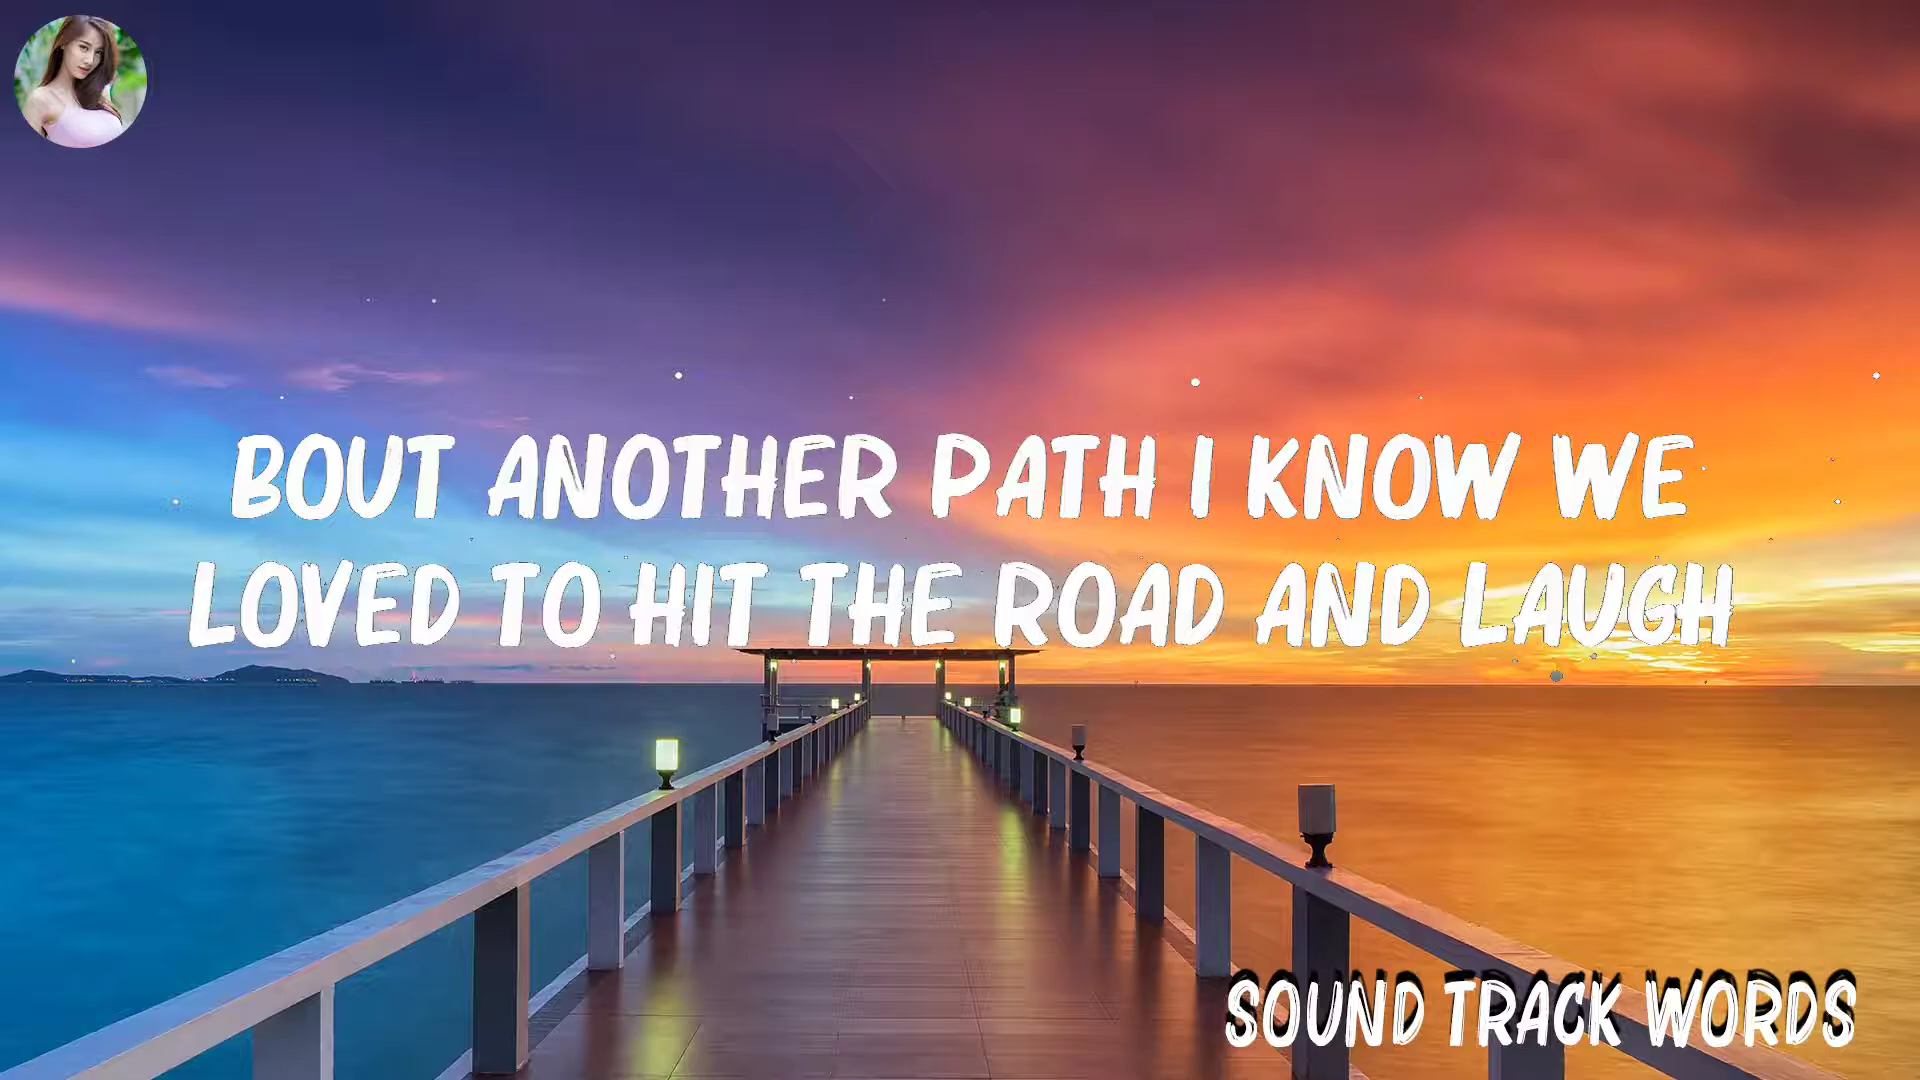 BOUT ANOTHER PATH I KNOW WE
LOVED TO HIT THE ROAD AND LAUGH
SOUND TRACK WORDS